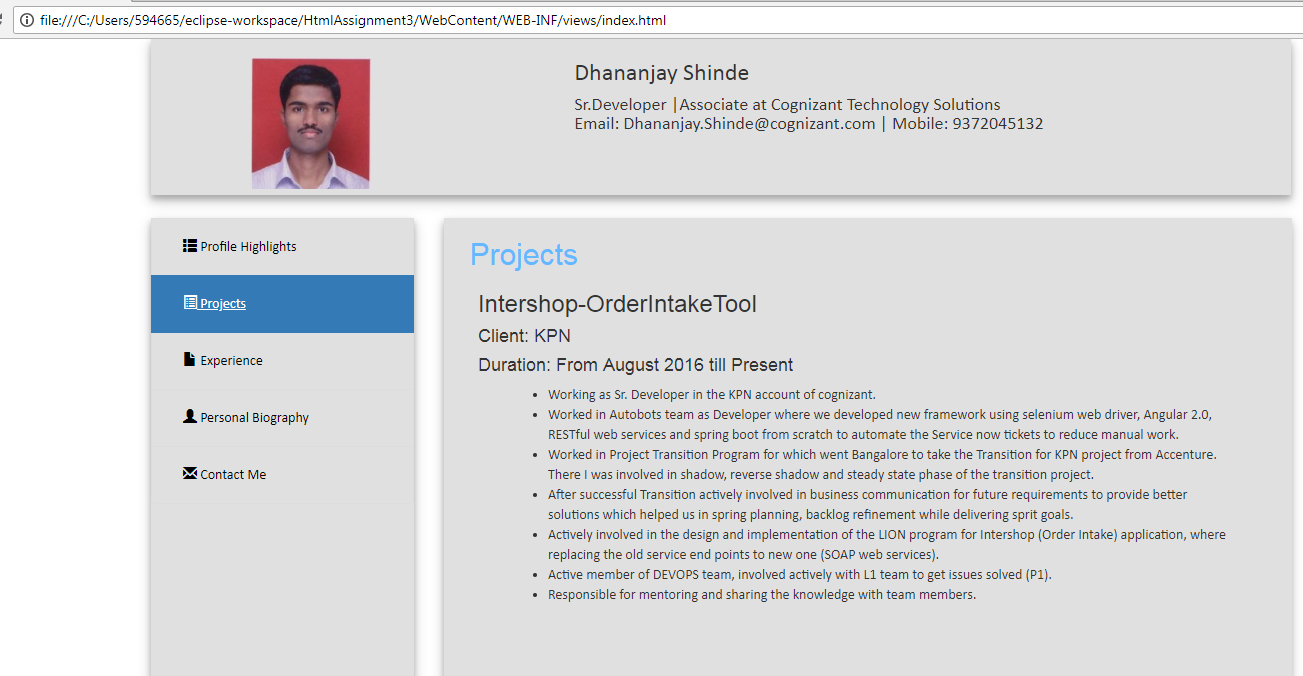 file:///C:/Users/594665/eclipse-workspace/HtmlAssignment3/WebContent/WEB-INF/views/index.html
Dhananjay Shinde
Sr.Developer |Associate at Cognizant Technology Solutions
Email: Dhananjay.Shinde@cognizant.com | Mobile: 9372045132
Profile Highlights
Projects
Experience
Personal Biography
Contact Me
Projects
Intershop-OrderIntakeTool
Client: KPN
Duration: From August 2016 till Present
Working as Sr. Developer in the KPN account of cognizant.
Worked in Autobots team as Developer where we developed new framework using selenium web driver, Angular 2.0,
RESTful web services and spring boot from scratch to automate the Service now tickets to reduce manual work.
Worked in Project Transition Program for which went Bangalore to take the Transition for KPN project from Accenture.
There I was involved in shadow, reverse shadow and steady state phase of the transition project.
After successful Transition actively involved in business communication for future requirements to provide better
solutions which helped us in spring planning, backlog refinement while delivering sprit goals.
Actively involved in the design and implementation of the LION program for Intershop (Order Intake) application, where
replacing the old service end points to new one (SOAP web services).
Active member of DEVOPS team, involved actively with L1 team to get issues solved (P1).
Responsible for mentoring and sharing the knowledge with team members.